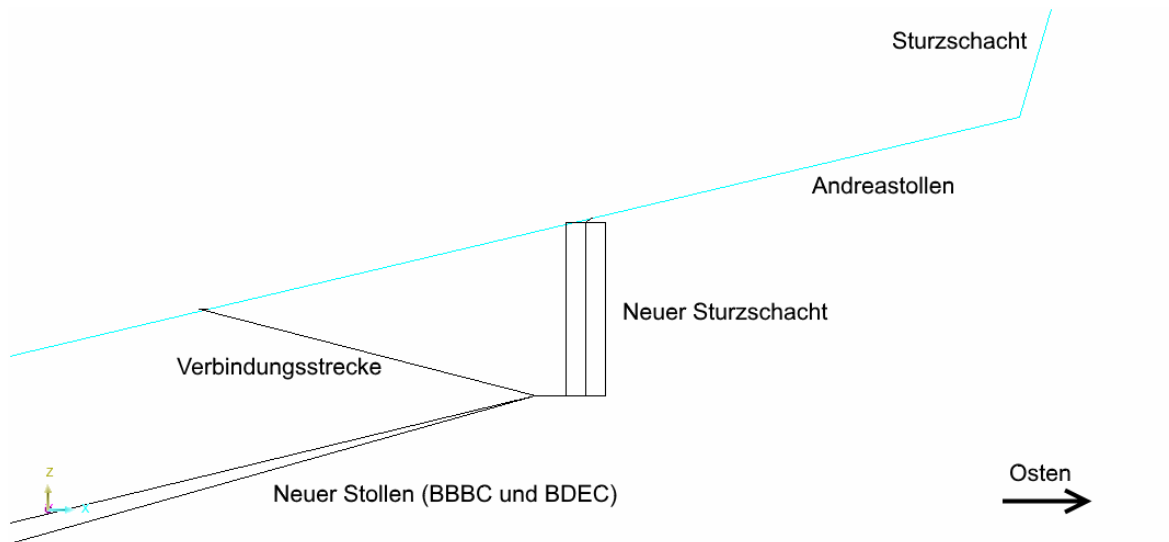 Sturzschacht
Andreastollen
Neuer Sturzschacht
Verbindungsstrecke
Z
X
Neuer Stollen (BBBC und BDEC)
Osten